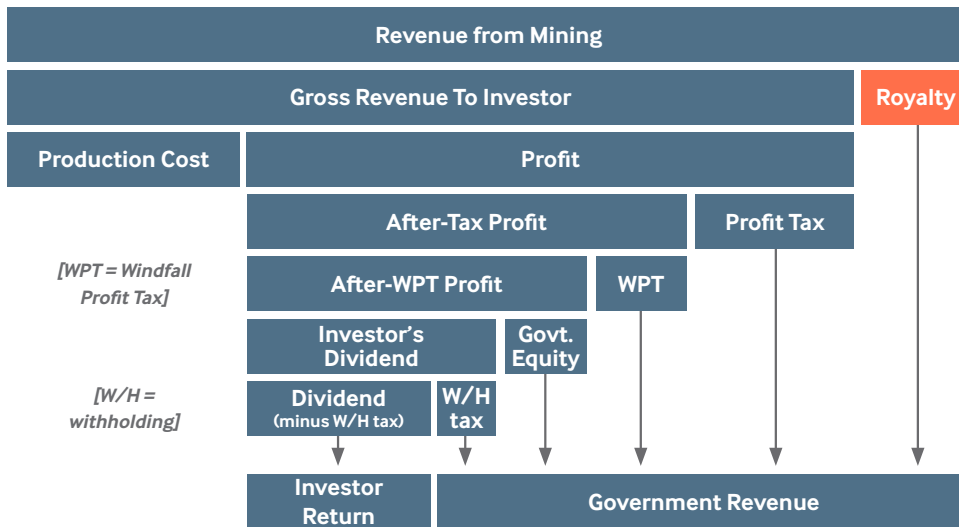 Revenue from Mining
Gross Revenue To Investor
Royalty
Production Cost
Profit
After-Tax Profit
Profit Tax
[WPT = Windfall
Profit Tax]
After-WPT Profit
WPT
Investor's
Dividend
Govt.
Equity
[W/H =
withholding]
Dividend
(minus W/H tax)
W/H
tax
Investor
Return
Government Revenue